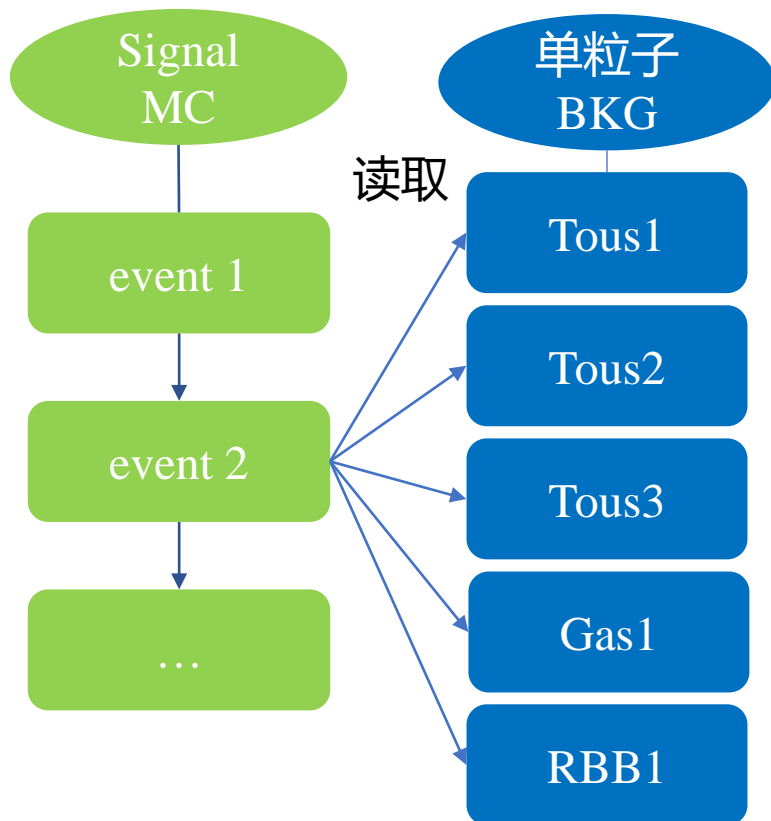 Signal
MC
event 1
event 2
…
单粒子
BKG
读取
Tous1
Tous2
Tous3
Gas1
RBB1